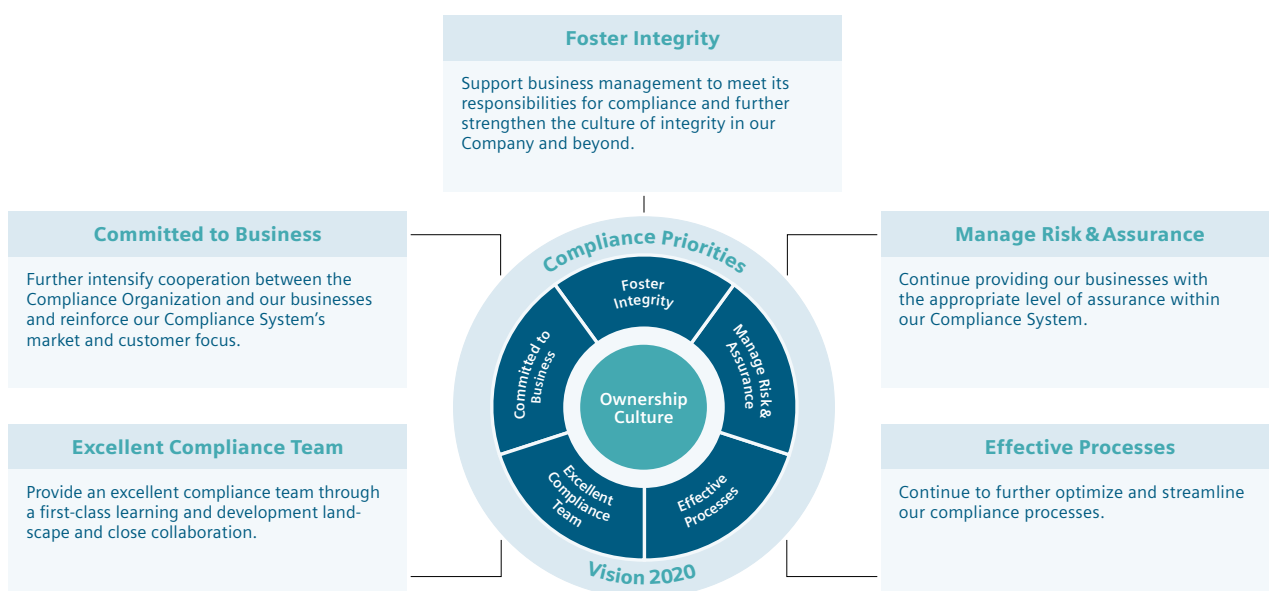 Foster Integrity
Support business management to meet its
responsibilities for compliance and further
strengthen the culture of integrity in our
Company and beyond.
Committed to Business
Further intensify cooperation between the
Compliance Organization and our businesses
and reinforce our Compliance System’s
market and customer focus.
Manage Risk & Assurance
Continue providing our businesses with
the appropriate level of assurance within
our Compliance System.
Excellent Compliance Team
Provide an excellent compliance team through
a first-class learning and development land-
scape and close collaboration.
Effective Processes
Continue to further optimize and streamline
our compliance processes.
Compliance Priorities
Foster
Integrity
Manage Risk &
Assurance
Effective
Processes
Excellent
Compliance
Team
Committed to
Business
Ownership
Culture
Vision 2020